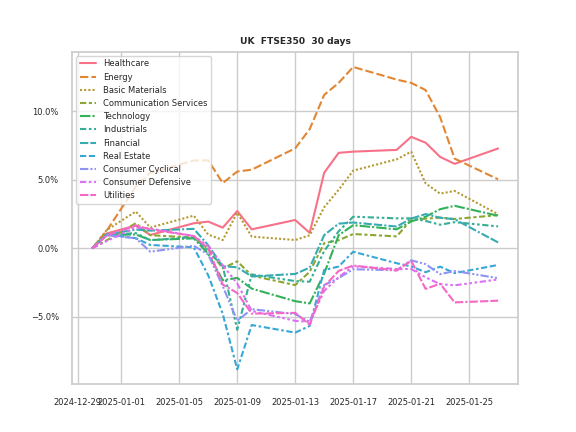 UK  FTSE350  30 days
Healthcare
Energy
Basic Materials
Communication Services
Technology
Industrials
Financial
Real Estate
Consumer Cyclical
Consumer Defensive
Utilities
10.0%
5.0%
0.0%
−5.0%
2024-12-29 2025-01-01 2025-01-05 2025-01-09 2025-01-13 2025-01-17 2025-01-21 2025-01-25